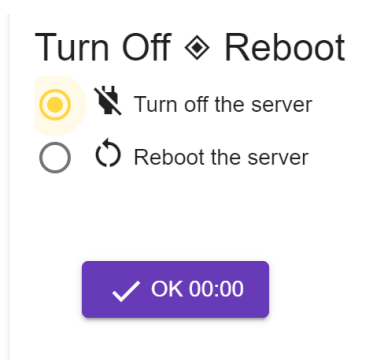 Turn Off ◈ Reboot
Turn off the server
Reboot the server
OK 00:00